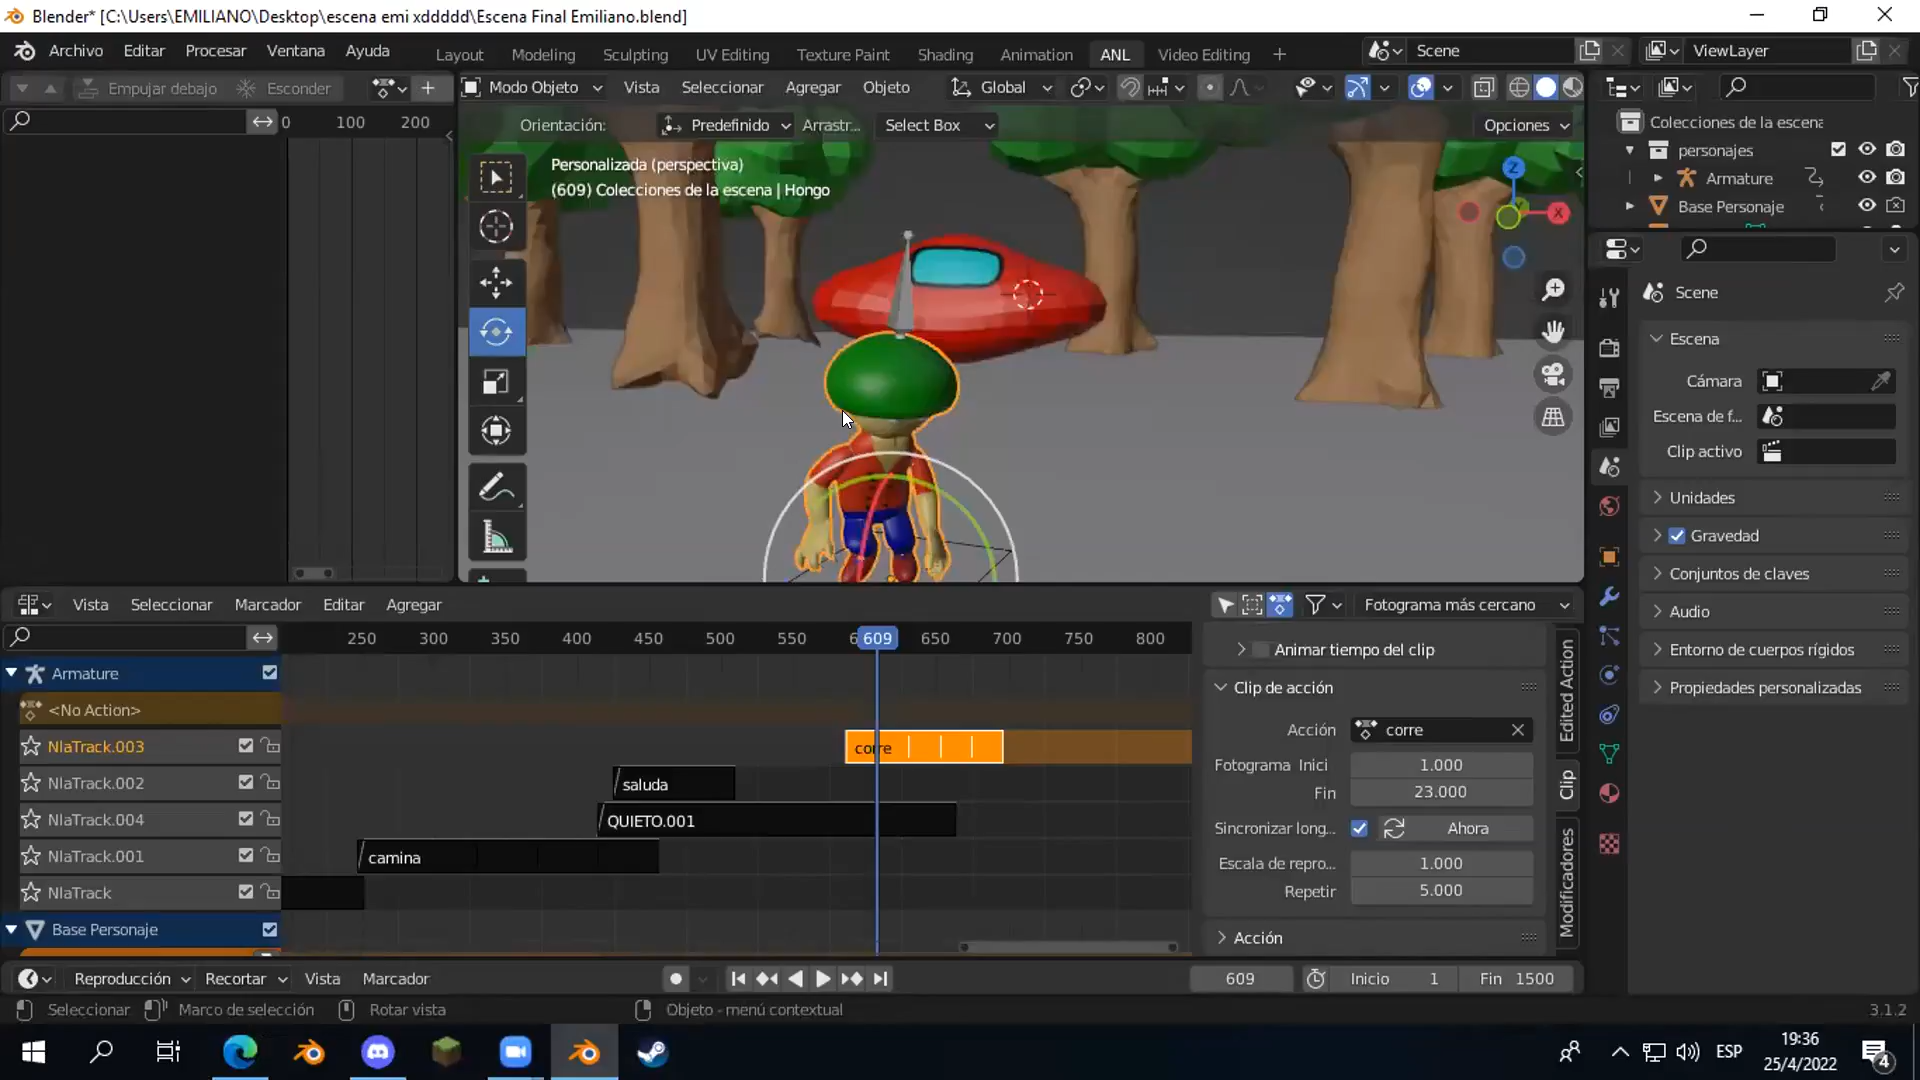 Blender* [C:\Users\EMILIANO\Desktop\escena emi xddddd\Escena Final Emiliano.blend]
Archivo Editar Procesar Ventana Ayuda Layout Modeling Sculpting UV Editing Texture Paint Shading Animation ANL Video Editing + Scene ViewLayer
Empujar debajo Esconder + Modo Objeto Vista Seleccionar Agregar Objeto Global
0 100 200 Orientación: Predefinido Arrastr... Select Box Opciones
Colecciones de la escena
personajes
Armature
Base Personaje
Personalizada (perspectiva)
(609) Colecciones de la escena | Hongo
Z
X
Scene
Escena
Cámara
Escena de f...
Clip activo
Unidades
Gravedad
Conjuntos de claves
Audio
Entorno de cuerpos rígidos
Propiedades personalizadas
Vista Seleccionar Marcador Editar Agregar Fotograma más cercano
250 300 350 400 450 500 550 609 650 700 750 800
Armature
<No Action>
NlaTrack.003 corre
NlaTrack.002 saluda
NlaTrack.004 QUIETO.001
NlaTrack.001 camina
NlaTrack
Base Personaje
Animar tiempo del clip
Clip de acción
Acción corre
Fotograma Inici 1.000
Fin 23.000
Sincronizar long... Ahora
Escala de repro... 1.000
Repetir 5.000
Acción
Edited Action
Clip
Modificadores
Reproducción Recortar Vista Marcador 609 Inicio 1 Fin 1500
Seleccionar Marco de selección Rotar vista Objeto - menú contextual 3.1.2
ESP
19:36
25/4/2022
4